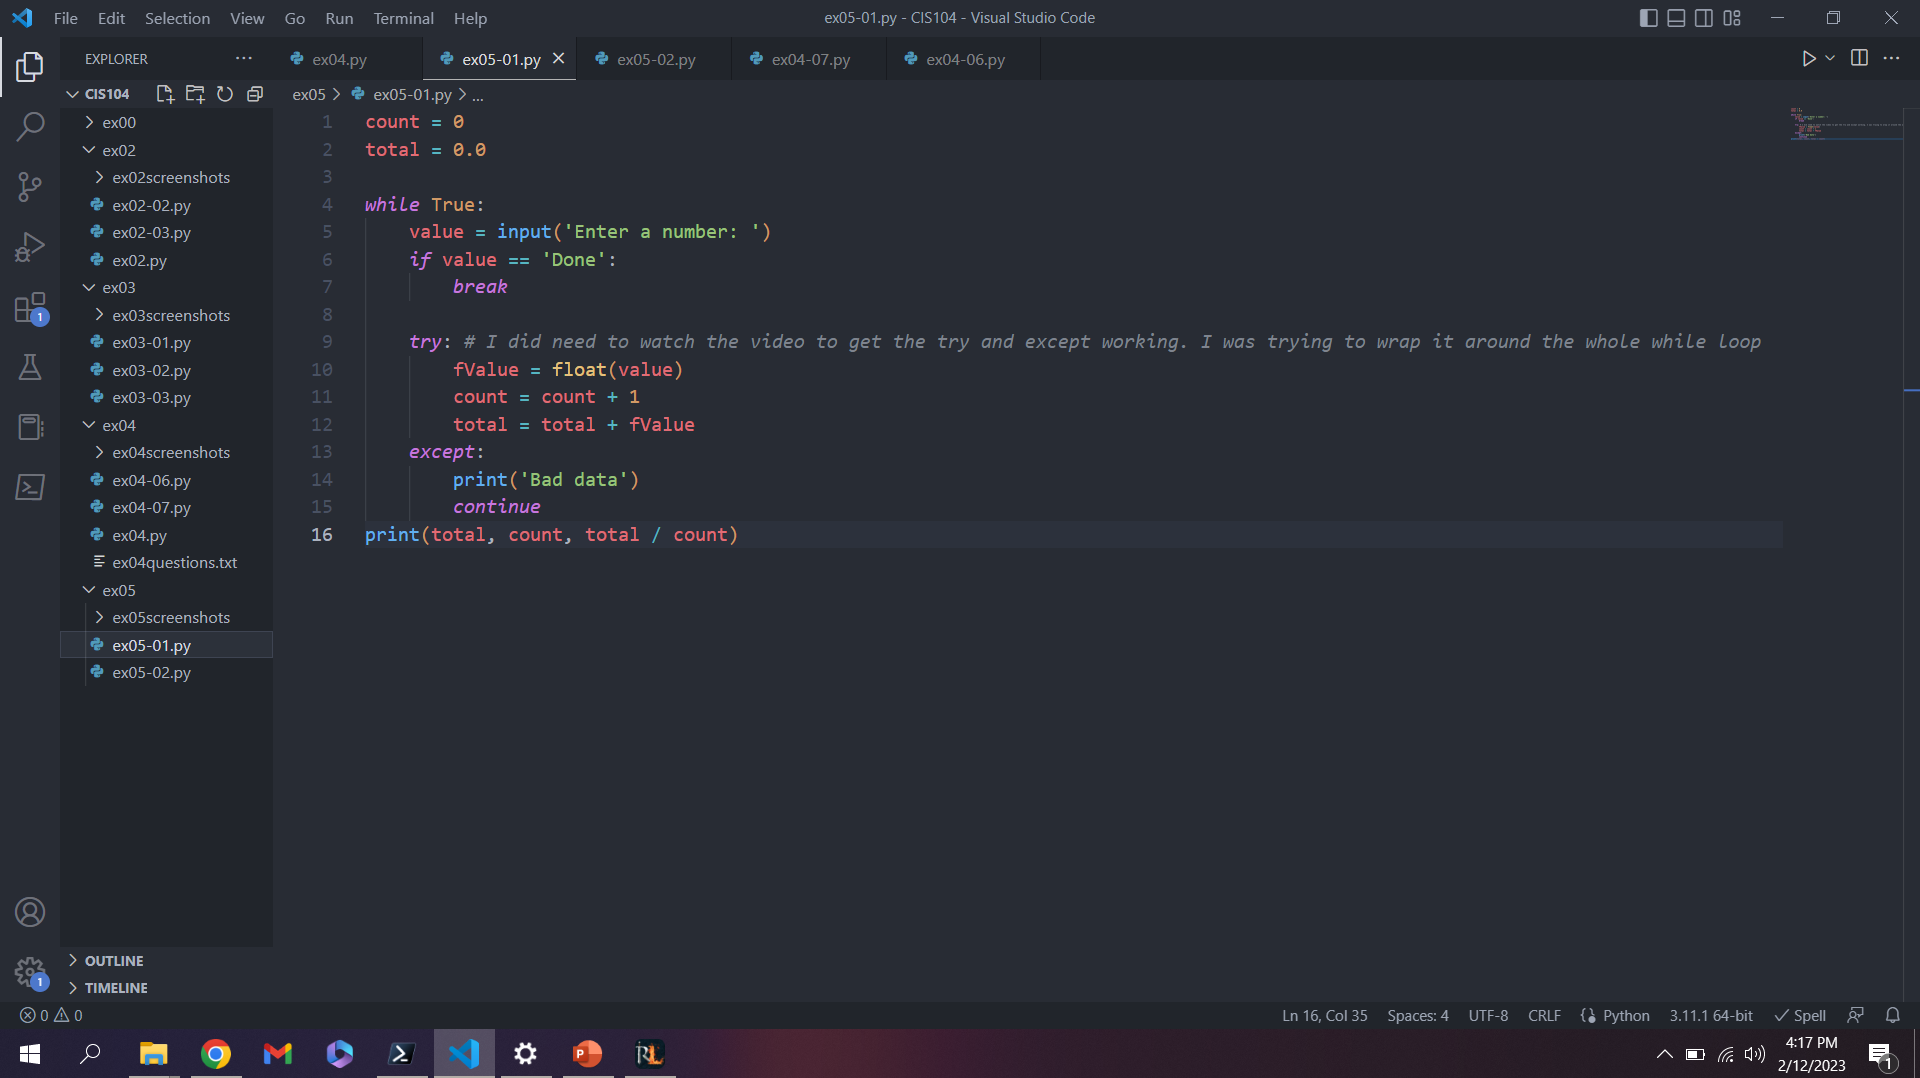 File Edit Selection View Go Run Terminal Help
ex05-01.py - CIS104 - Visual Studio Code
EXPLORER
ex04.py
ex05-01.py
ex05-02.py
ex04-07.py
ex04-06.py
CIS104
ex05 > ex05-01.py > ...
ex00
ex02
ex02screenshots
ex02-02.py
ex02-03.py
ex02.py
ex03
ex03screenshots
ex03-01.py
ex03-02.py
ex03-03.py
ex04
ex04screenshots
ex04-06.py
ex04-07.py
ex04.py
ex04questions.txt
ex05
ex05screenshots
ex05-01.py
ex05-02.py
OUTLINE
TIMELINE
1 count = 0
2 total = 0.0
3
4 while True:
5 value = input('Enter a number: ')
6 if value == 'Done':
7 break
8
9 try: # I did need to watch the video to get the try and except working. I was trying to wrap it around the whole while loop
10 fValue = float(value)
11 count = count + 1
12 total = total + fValue
13 except:
14 print('Bad data')
15 continue
16 print(total, count, total / count)
1
1
0 0
Ln 16, Col 35 Spaces: 4 UTF-8 CRLF Python 3.11.1 64-bit Spell
P
RL
4:17 PM
2/12/2023
1